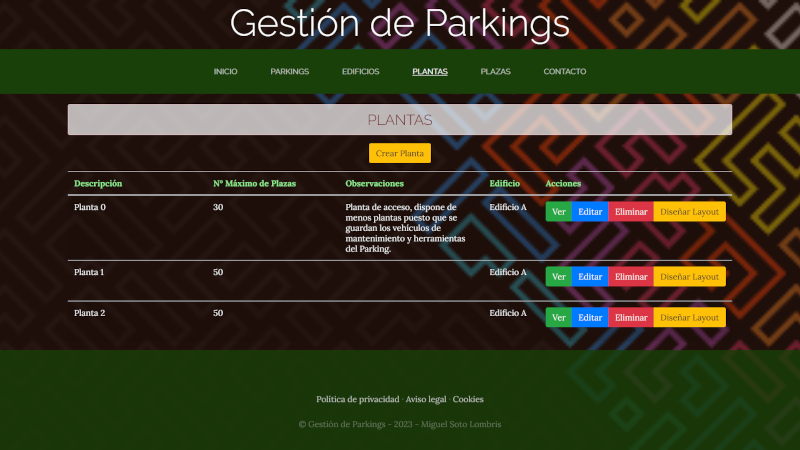 Gestión de Parkings
INICIO PARKINGS EDIFICIOS PLANTAS PLAZAS CONTACTO
PLANTAS
Crear Planta
Descripción Nº Máximo de Plazas Observaciones Edificio Acciones
Planta 0 30 Planta de acceso, dispone de Edificio A Ver Editar Eliminar Diseñar Layout
menos plantas puesto que se
guardan los vehículos de
mantenimiento y herramientas
del Parking.
Planta 1 50 Edificio A Ver Editar Eliminar Diseñar Layout
Planta 2 50 Edificio A Ver Editar Eliminar Diseñar Layout
Política de privacidad · Aviso legal · Cookies
© Gestión de Parkings - 2023 - Miguel Soto Lombris